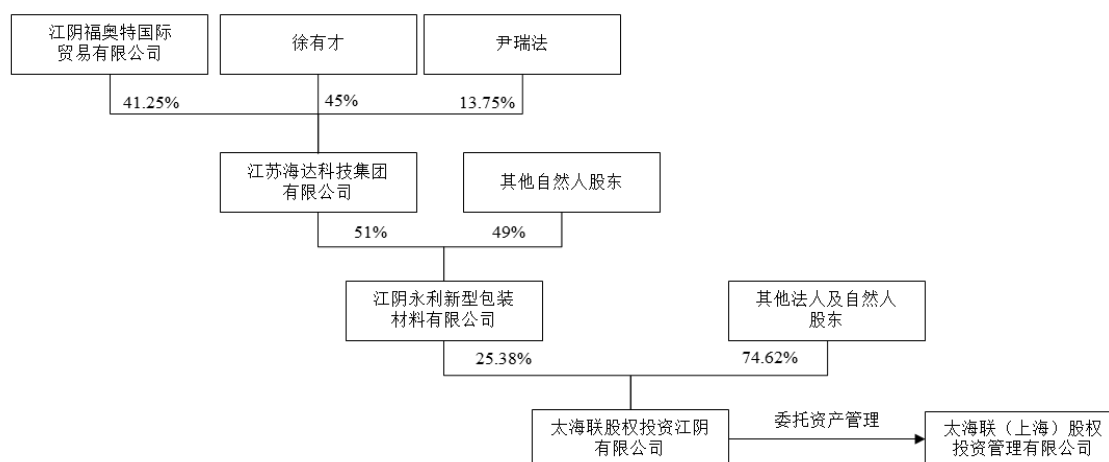 江阴福奥特国际
贸易有限公司
徐有才
尹瑞法
41.25%
45%
13.75%
江苏海达科技集团
有限公司
其他自然人股东
51%
49%
江阴永利新型包装
材料有限公司
其他法人及自然人
股东
25.38%
74.62%
太海联股权投资江阴
有限公司
委托资产管理
太海联（上海）股权
投资管理有限公司